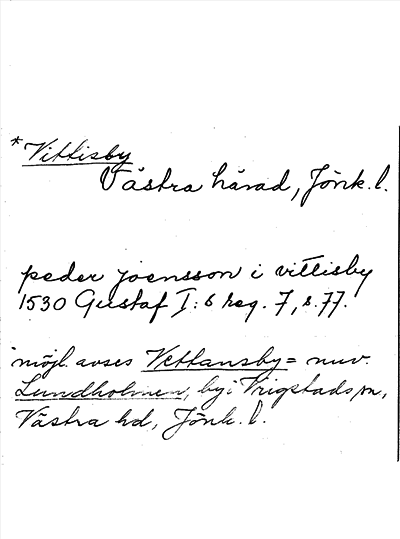 *Vittisby
Västra härad, Jönk. l.
peder joensson i vittisby
1530 Gustaf I:s reg. 7, s. 77.
möjl. avses Vettansby = nuv.
Lundholmen, by i Vrigstads sn,
Västra hd, Jönk. l.